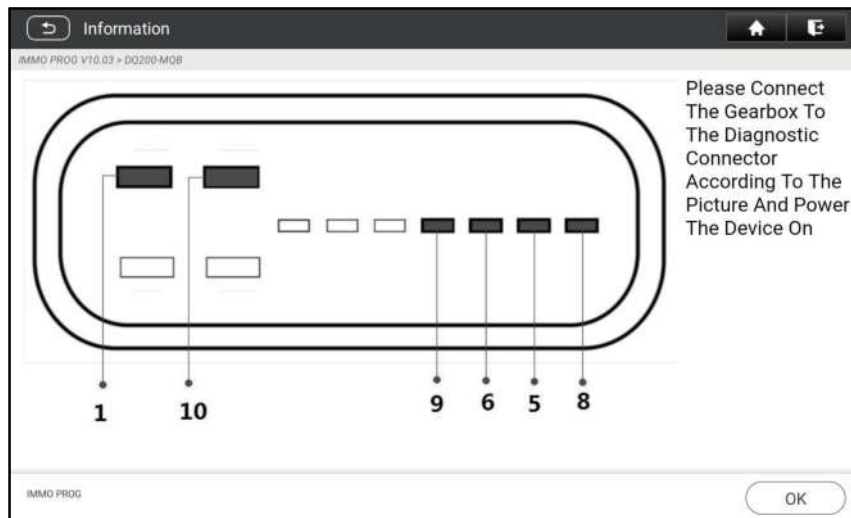 Information
IMMO PROG V10.03 > DQ200-MQB
Please Connect
The Gearbox To
The Diagnostic
Connector
According To The
Picture And Power
The Device On
9 6 5 8
1 10
IMMO PROG
OK